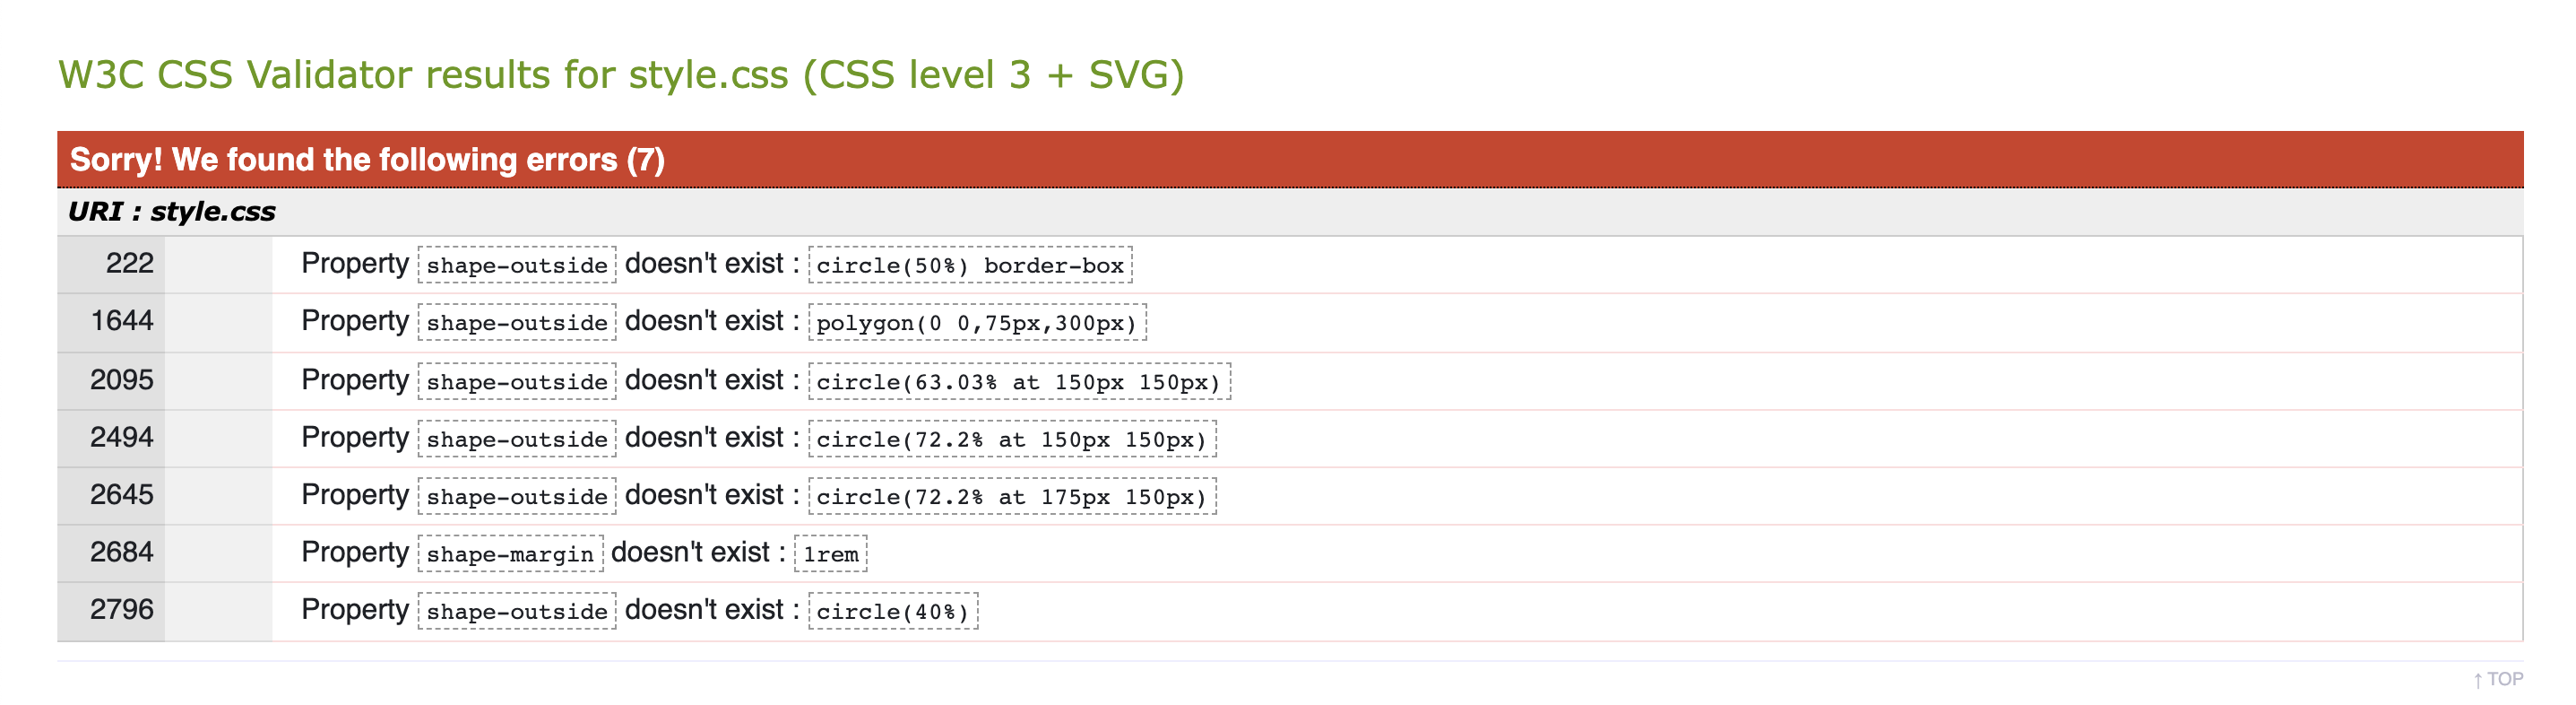 W3C CSS Validator results for style.css (CSS level 3 + SVG)
Sorry! We found the following errors (7)
URI : style.css
222 Property shape-outside doesn't exist : circle(50%) border-box
1644 Property shape-outside doesn't exist : polygon(0 0,75px,300px)
2095 Property shape-outside doesn't exist : circle(63.03% at 150px 150px)
2494 Property shape-outside doesn't exist : circle(72.2% at 150px 150px)
2645 Property shape-outside doesn't exist : circle(72.2% at 175px 150px)
2684 Property shape-margin doesn't exist : 1rem
2796 Property shape-outside doesn't exist : circle(40%)
↑ TOP